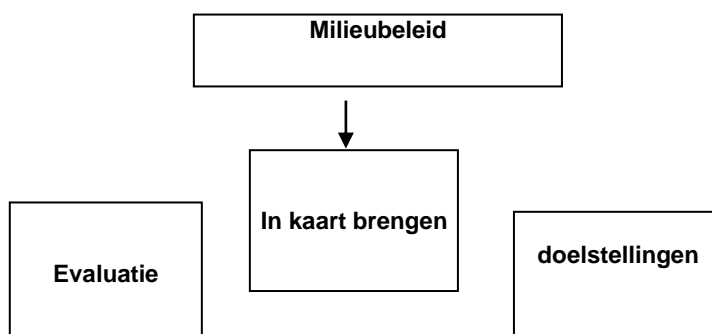 Milieubeleid
In kaart brengen
Evaluatie
doelstellingen